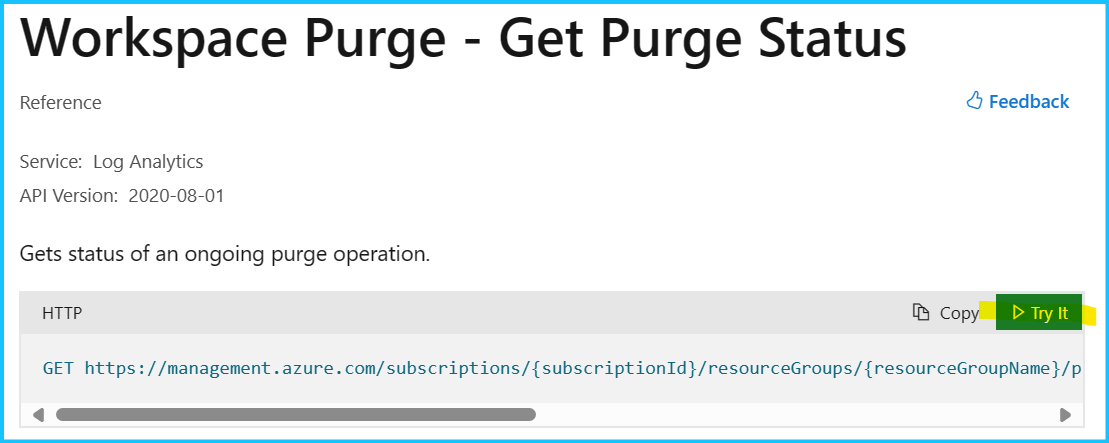 Workspace Purge - Get Purge Status
Reference
Feedback
Service: Log Analytics
API Version: 2020-08-01
Gets status of an ongoing purge operation.
HTTP
Copy
Try It
GET https://management.azure.com/subscriptions/{subscriptionId}/resourceGroups/{resourceGroupName}/p